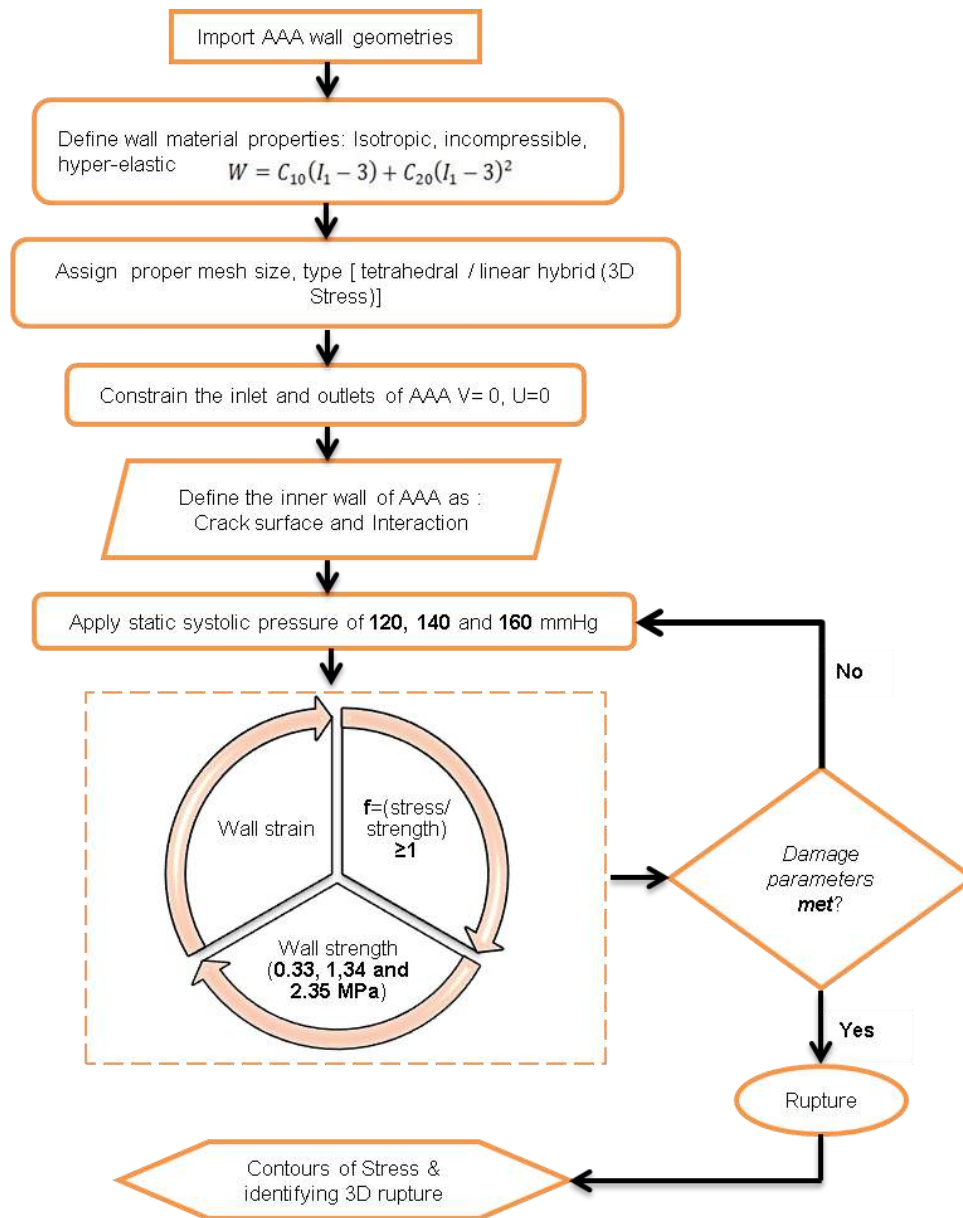 Import AAA wall geometries
Define wall material properties: Isotropic, incompressible,
hyper-elastic W = C₁₀(I₁ − 3) + C₂₀(I₁ − 3)²
Assign proper mesh size, type [ tetrahedral / linear hybrid (3D
Stress)]
Constrain the inlet and outlets of AAA V= 0, U=0
Define the inner wall of AAA as :
Crack surface and Interaction
Apply static systolic pressure of 120, 140 and 160 mmHg
Wall strain
f=(stress/
strength)
≥1
Wall strength
(0.33, 1,34 and
2.35 MPa)
No
Damage
parameters
met?
Yes
Rupture
Contours of Stress &
identifying 3D rupture